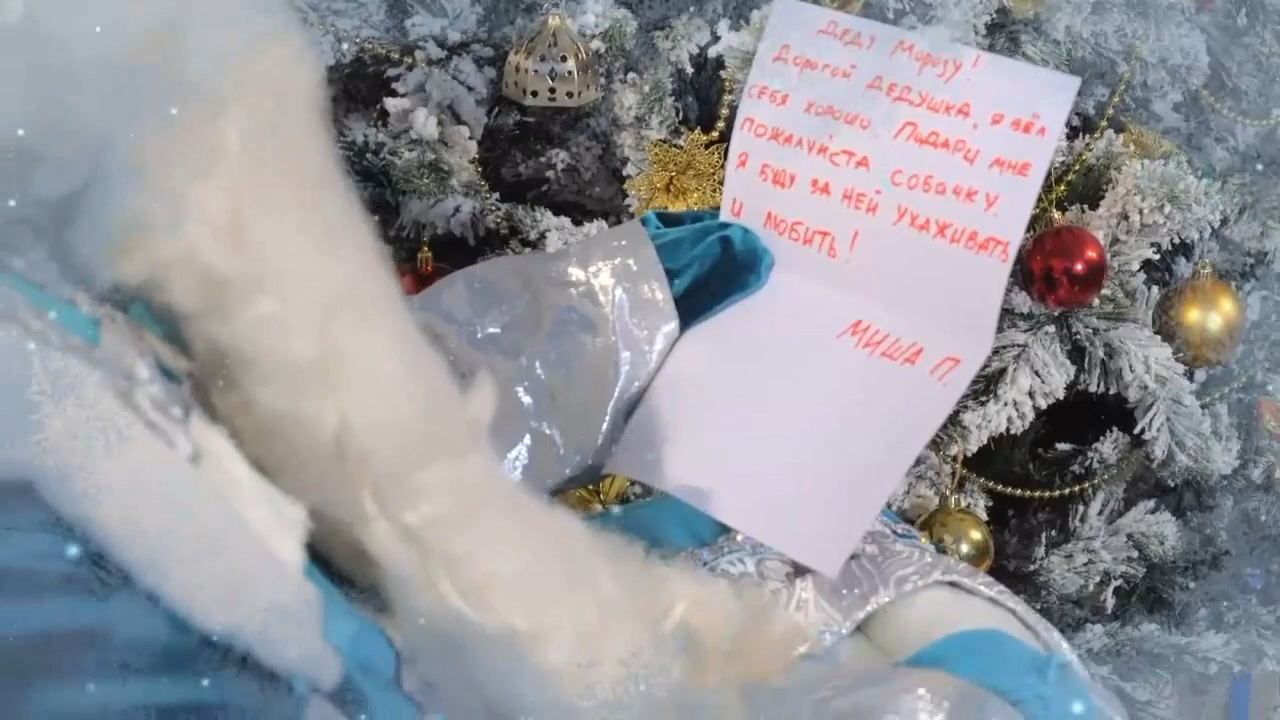 Деду Морозу!
Дорогой дедушка, я вёл
себя хорошо Подари мне
пожалуйста собачку.
Я буду за ней ухаживать
и любить!
Миша П.